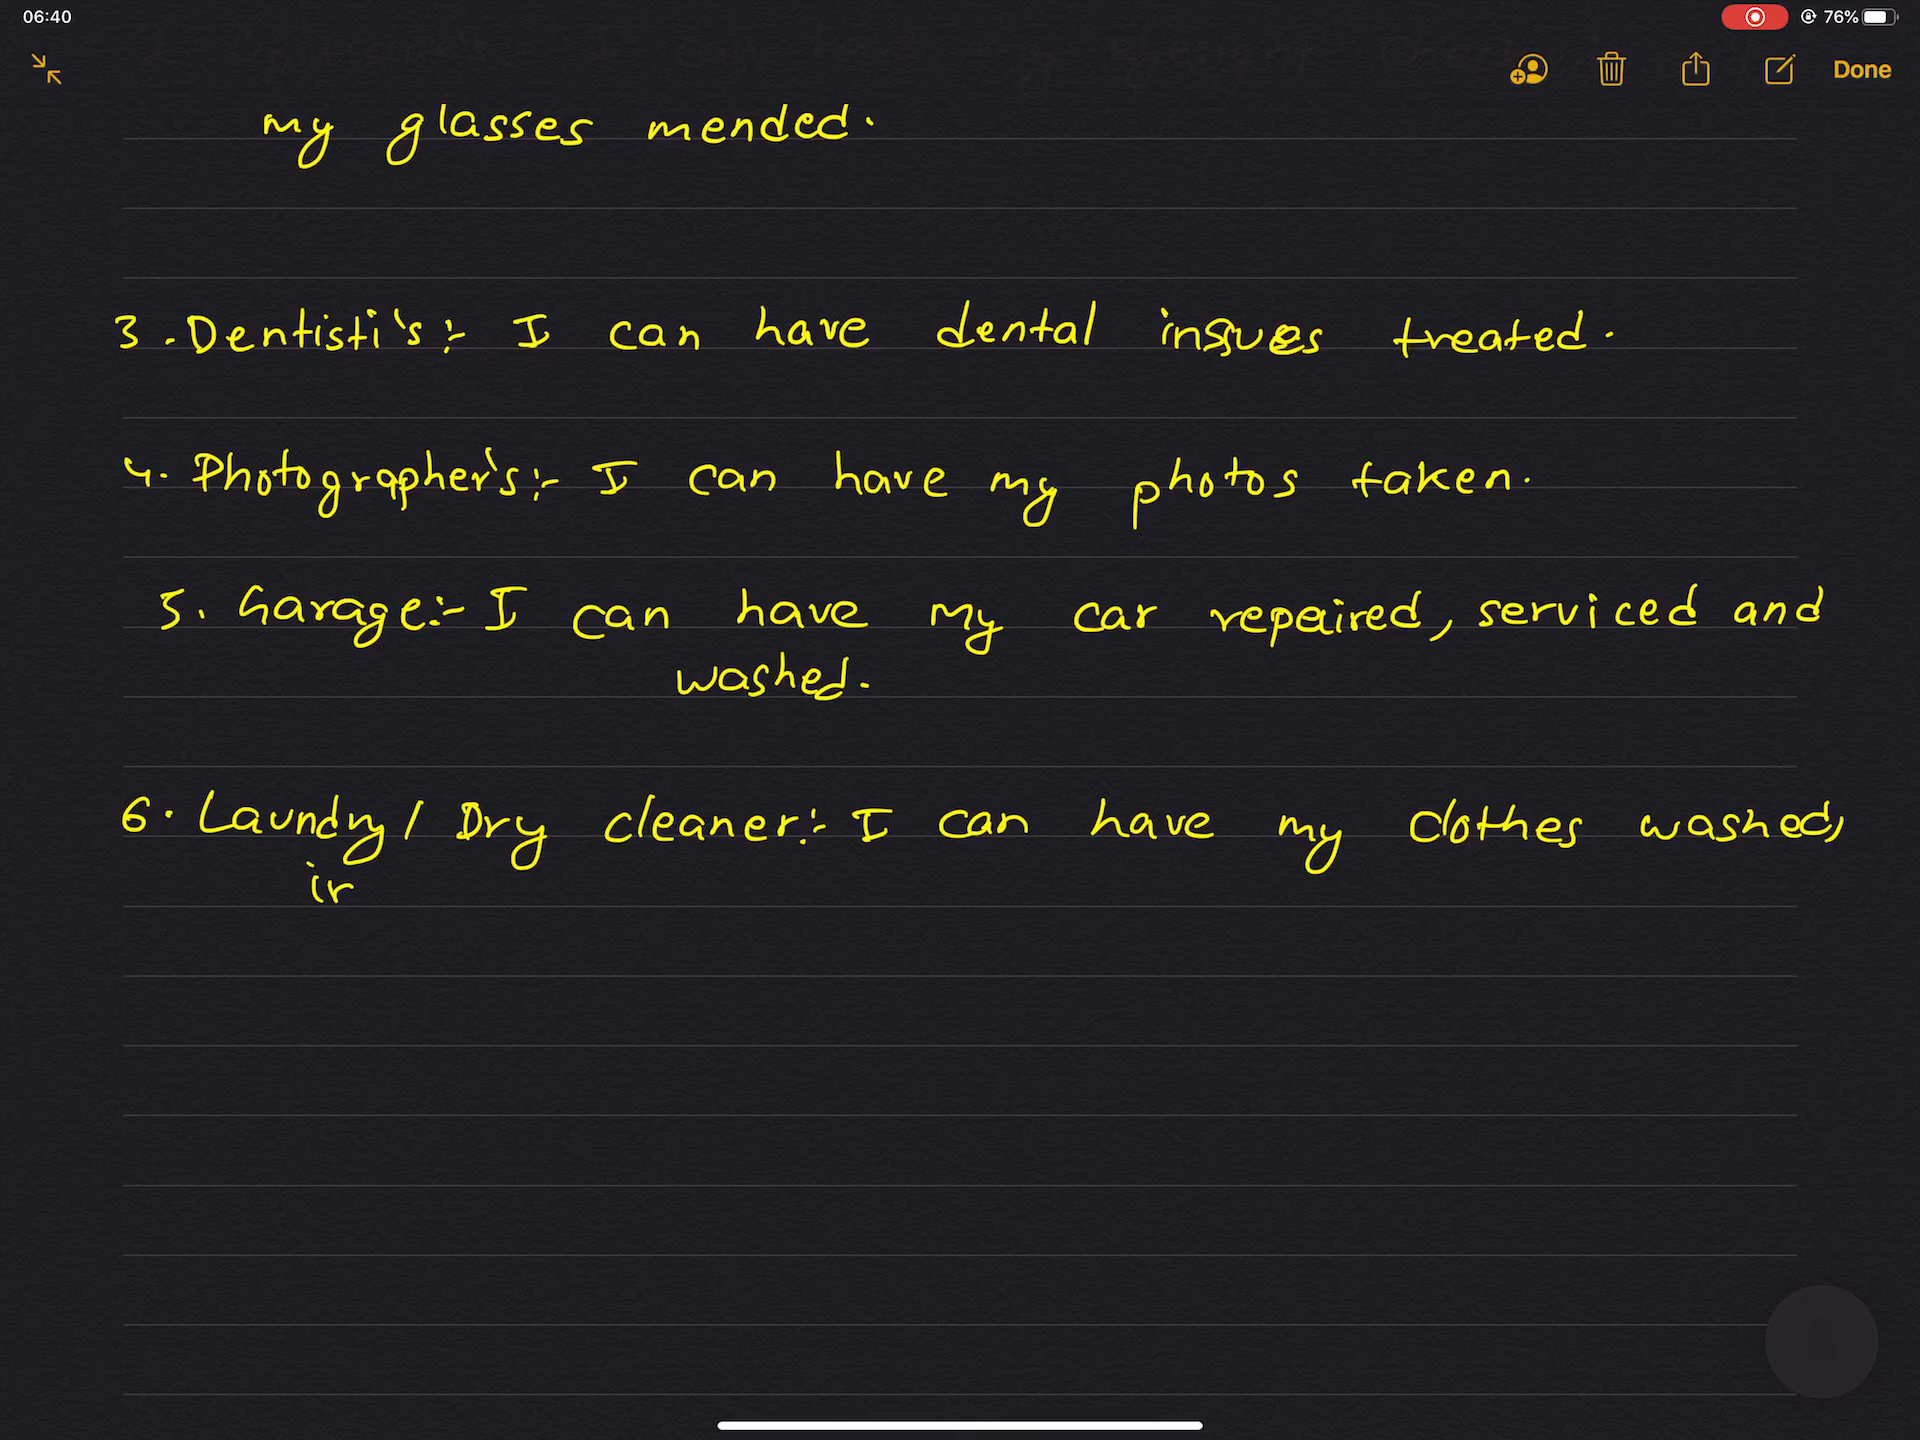 06:40
76%
Done
my glasses mended.
3. Dentisti's :- I can have dental insues treated.
4. Photographer's :- I can have my photos taken.
5. Garage :- I can have my car repaired, serviced and
washed.
6. Laundry / Dry cleaner :- I can have my clothes washed,
ir